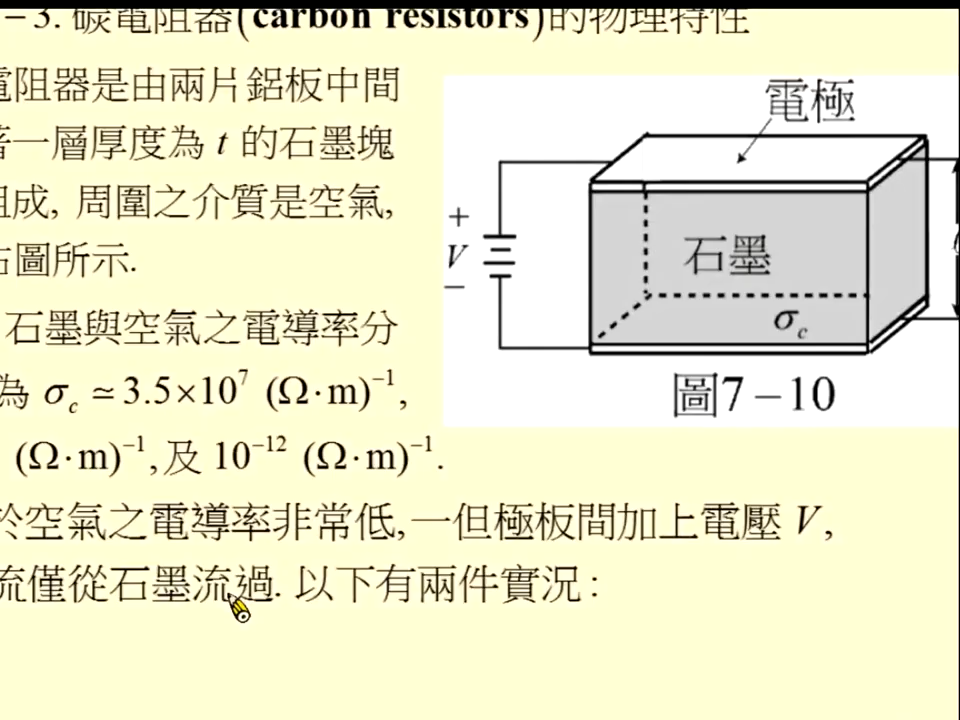 －3. 碳電阻器(carbon resistors)的物理特性
電阻器是由兩片鋁板中間
著一層厚度為 t 的石墨塊
組成, 周圍之介質是空氣,
右圖所示.
石墨與空氣之電導率分
為 σc ≃ 3.5×10⁷ (Ω·m)⁻¹,
(Ω·m)⁻¹, 及 10⁻¹² (Ω·m)⁻¹.
於空氣之電導率非常低, 一但極板間加上電壓 V,
流僅從石墨流過. 以下有兩件實況 :
電極
+
V
−
石墨
σc
圖7－10